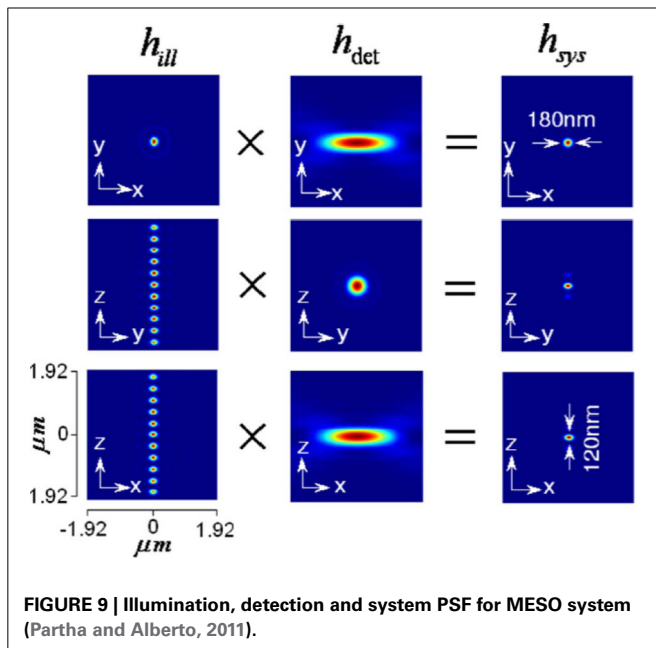 h_ill h_det h_sys
y x × y x = y x 180nm
z y × z y = z y
1.92 0 1.92 μm z x × z x = z x 120nm
-1.92 0 1.92
μm
FIGURE 9 | Illumination, detection and system PSF for MESO system
(Partha and Alberto, 2011).